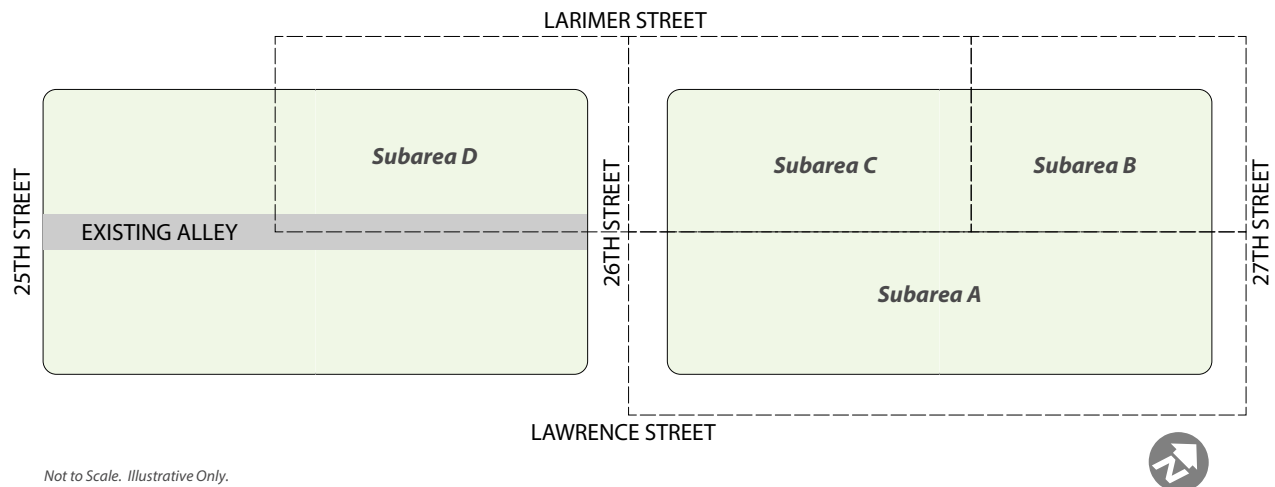 LARIMER STREET
Subarea D
Subarea C
Subarea B
25TH STREET
EXISTING ALLEY
26TH STREET
27TH STREET
Subarea A
LAWRENCE STREET
Not to Scale. Illustrative Only.
N